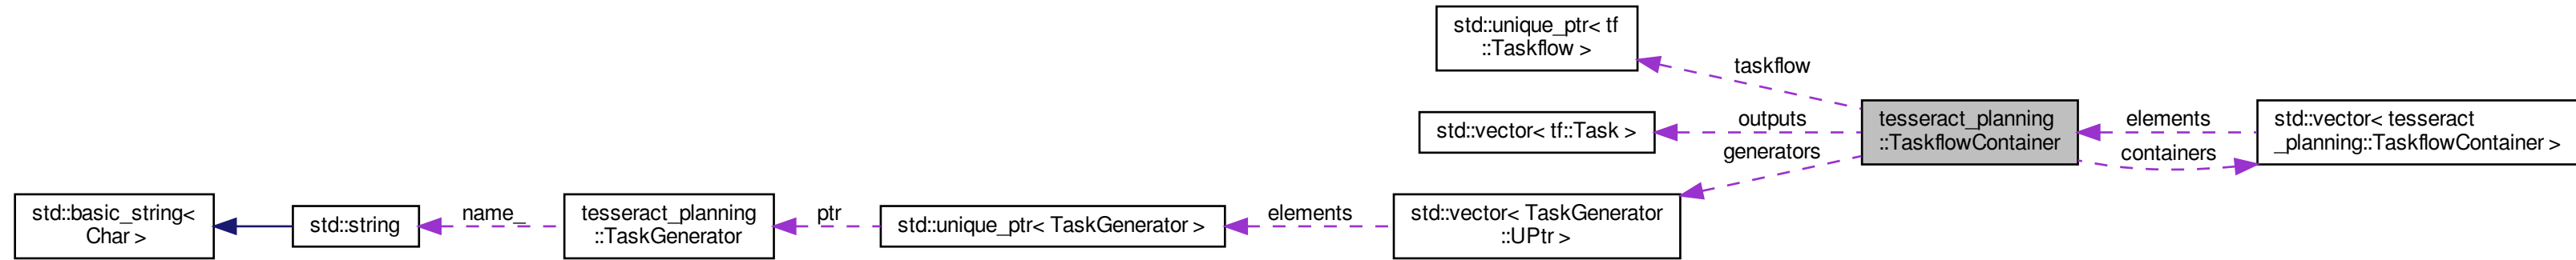 std::unique_ptr< tf
::Taskflow >
taskflow
std::vector< tf::Task >
outputs
generators
tesseract_planning
::TaskflowContainer
elements
containers
std::vector< tesseract
_planning::TaskflowContainer >
std::basic_string<
Char >
std::string
name_
tesseract_planning
::TaskGenerator
ptr
std::unique_ptr< TaskGenerator >
elements
std::vector< TaskGenerator
::UPtr >